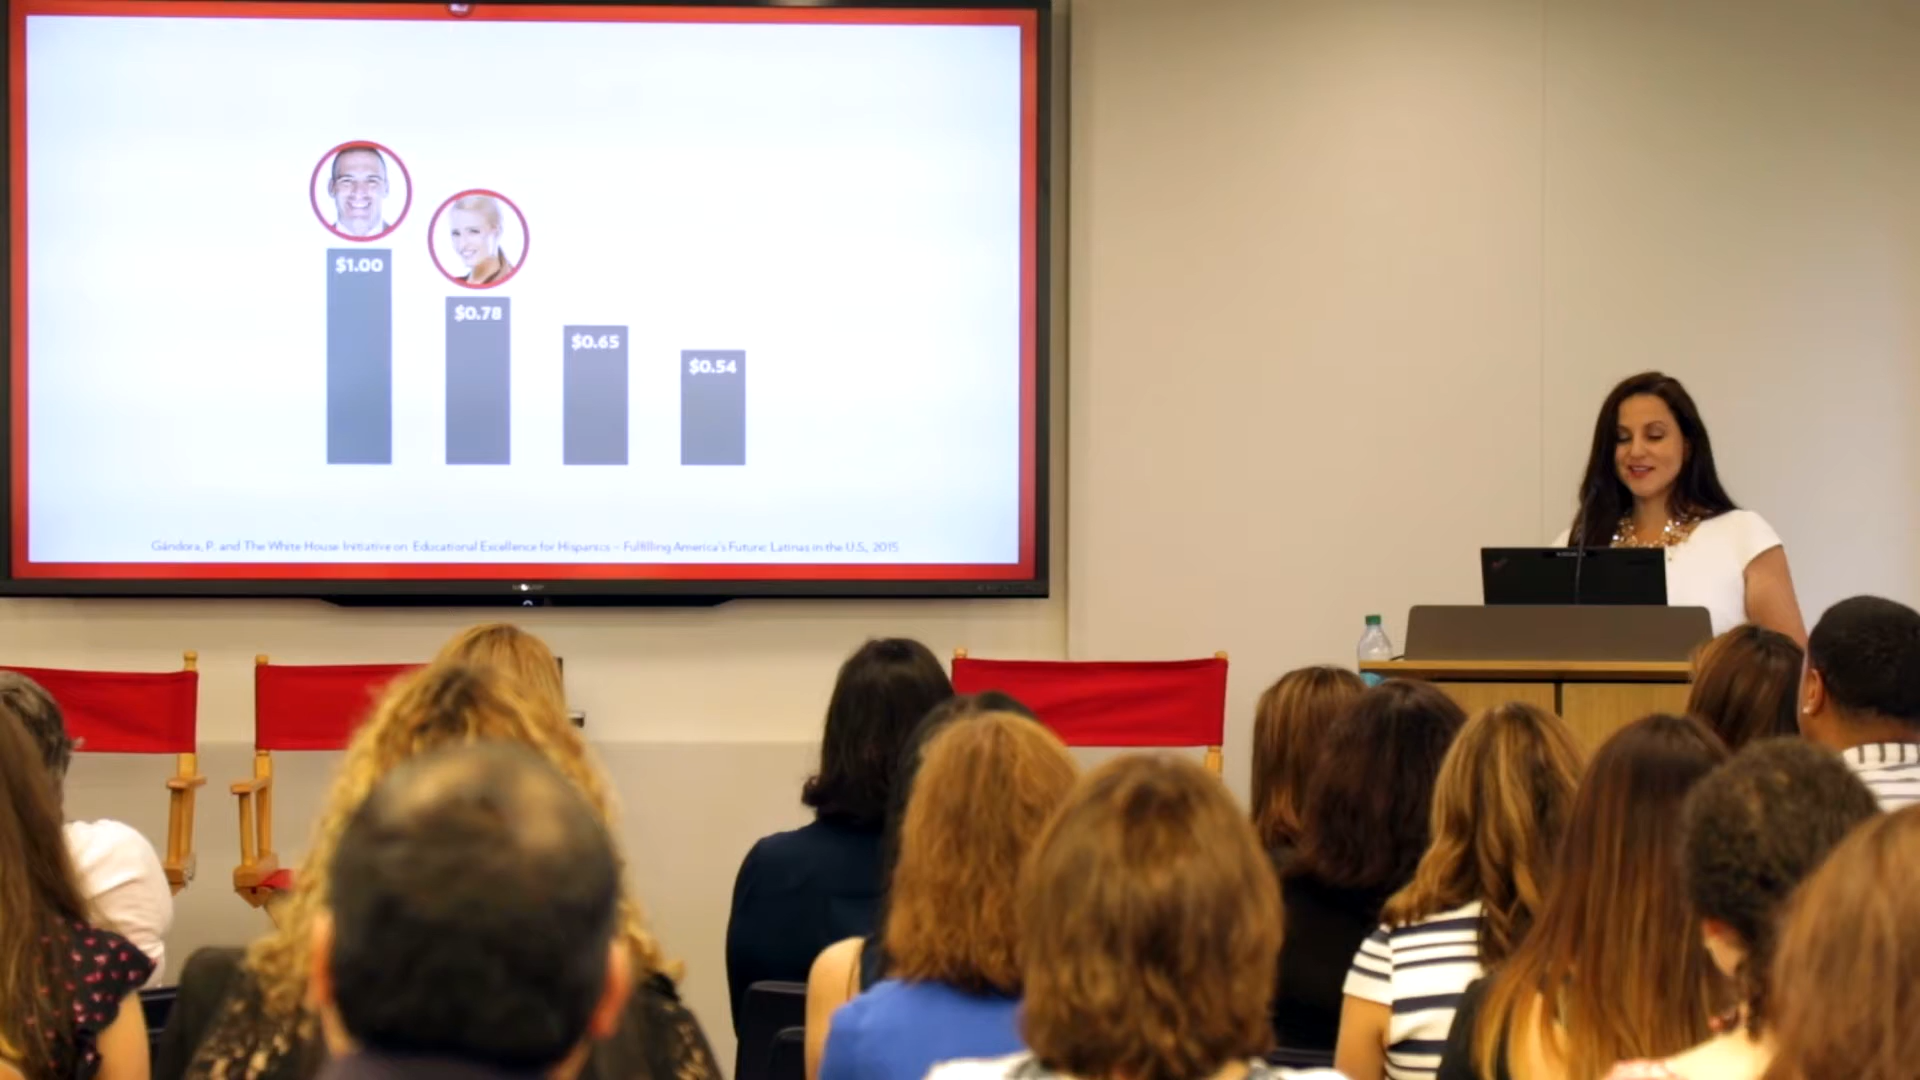 $1.00
$0.78
$0.65
$0.54
Gándora, P. and The White House Initiative on Educational Excellence for Hispanics – Fulfilling America's Future: Latinas in the U.S., 2015